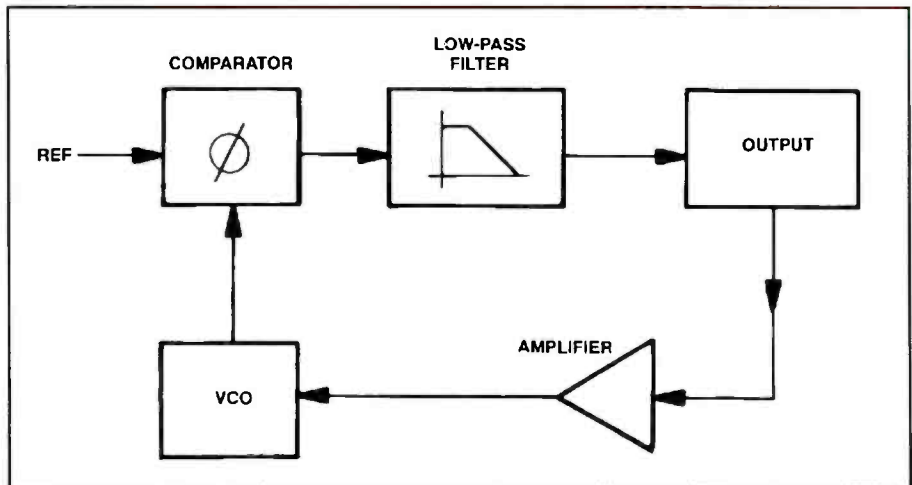 COMPARATOR
LOW-PASS
FILTER
REF
Ø
OUTPUT
AMPLIFIER
VCO